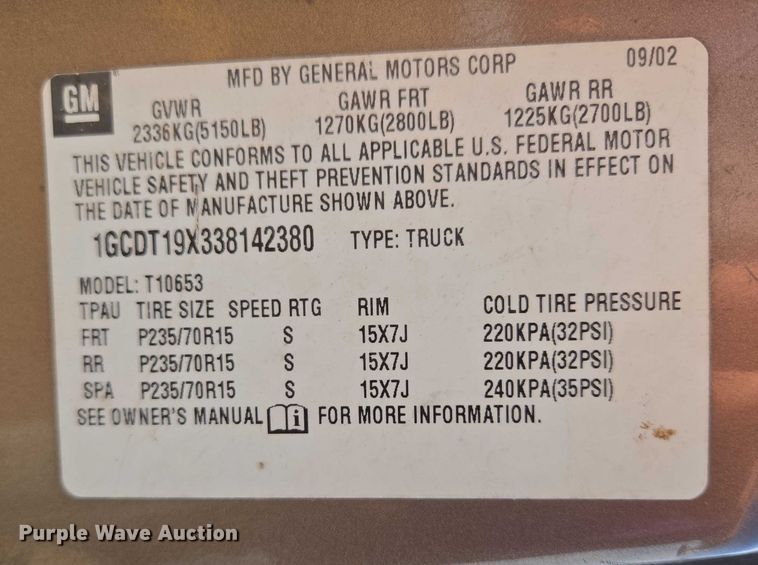 GM
MFD BY GENERAL MOTORS CORP 09/02
GVWR GAWR FRT GAWR RR
2336KG(5150LB) 1270KG(2800LB) 1225KG(2700LB)
THIS VEHICLE CONFORMS TO ALL APPLICABLE U.S. FEDERAL MOTOR
VEHICLE SAFETY AND THEFT PREVENTION STANDARDS IN EFFECT ON
THE DATE OF MANUFACTURE SHOWN ABOVE.
1GCDT19X338142380 TYPE: TRUCK
MODEL: T10653
TPAU TIRE SIZE SPEED RTG RIM COLD TIRE PRESSURE
FRT P235/70R15 S 15X7J 220KPA(32PSI)
RR P235/70R15 S 15X7J 220KPA(32PSI)
SPA P235/70R15 S 15X7J 240KPA(35PSI)
SEE OWNER'S MANUAL i FOR MORE INFORMATION.
Purple Wave Auction